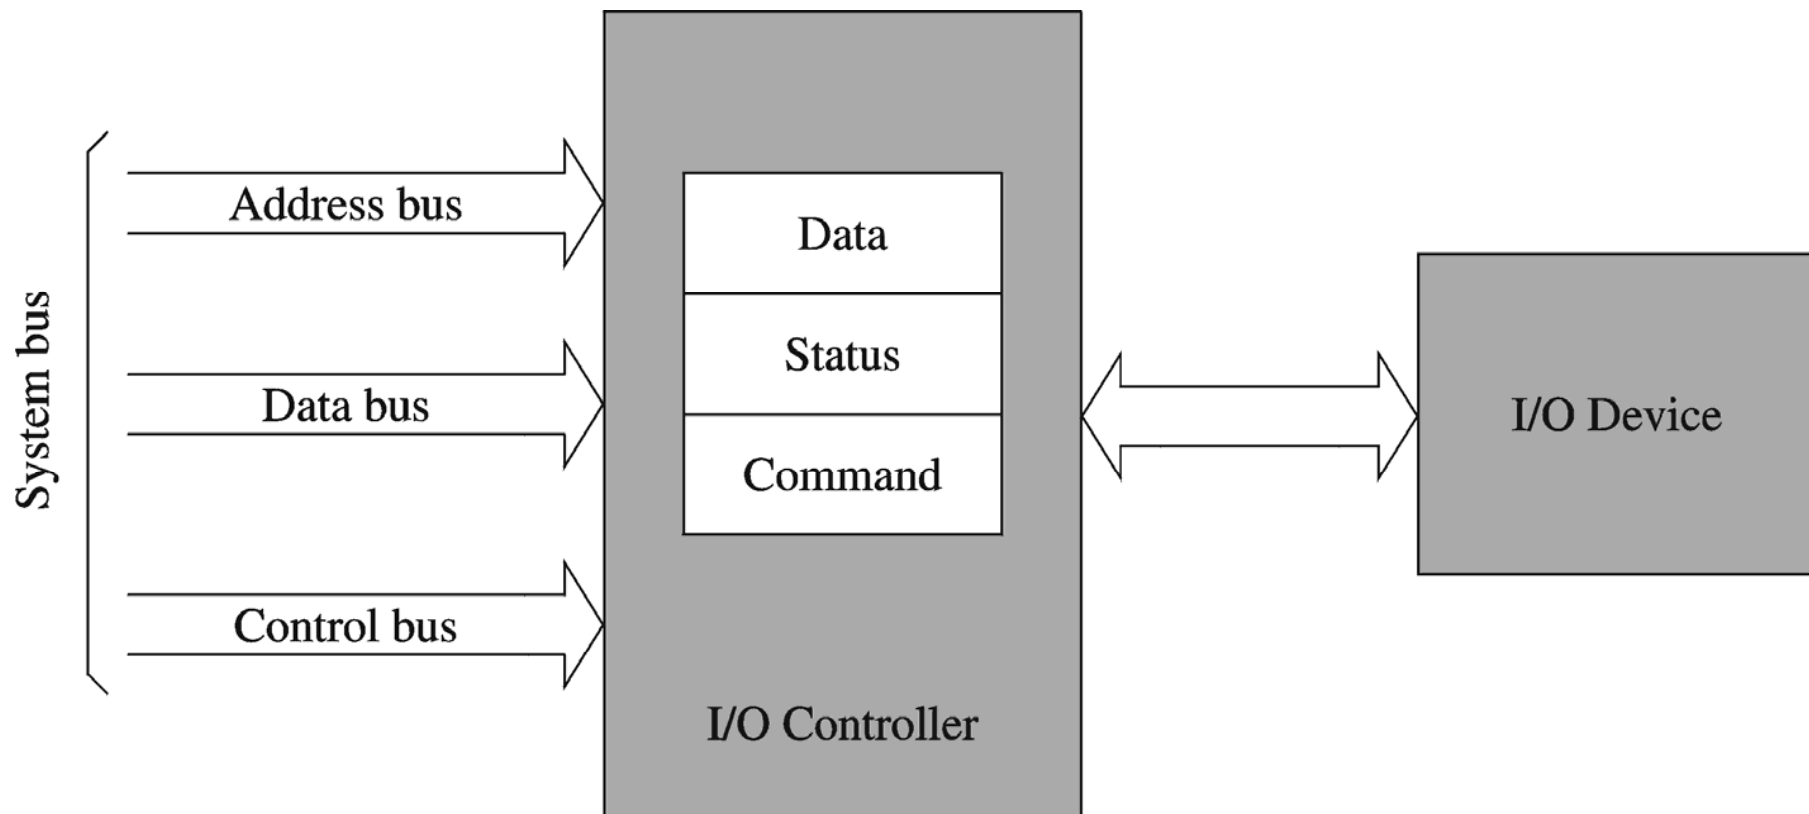 System bus
Address bus
Data bus
Control bus
Data
Status
Command
I/O Controller
I/O Device